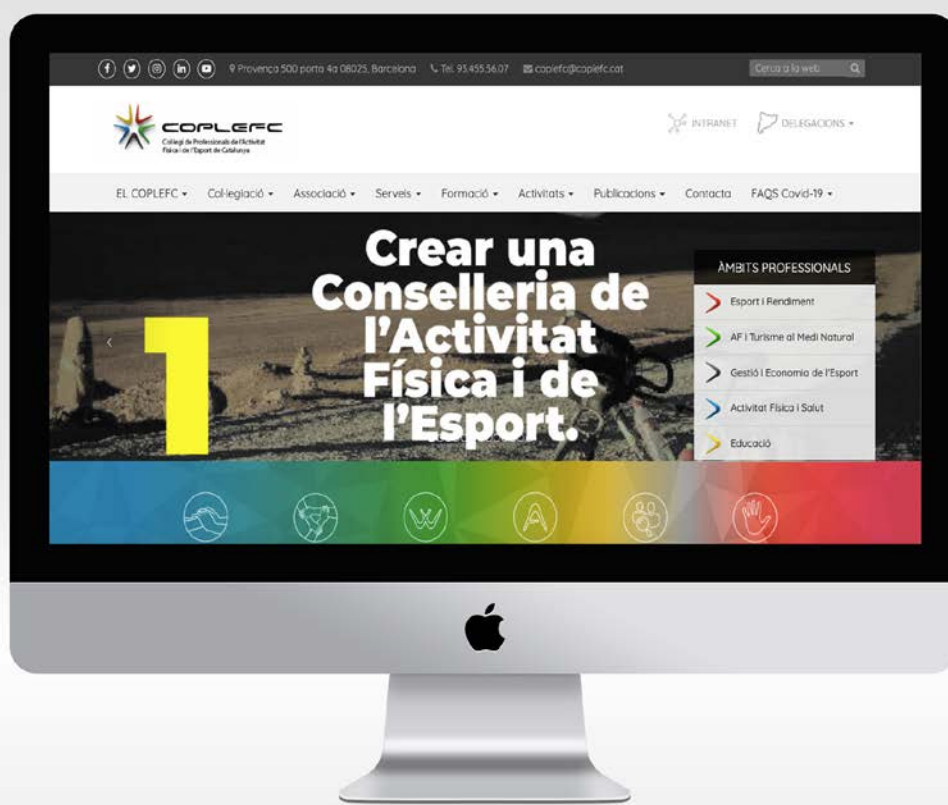 Provença 500 porta 4a 08025, Barcelona Tel. 93.455.56.07 coplefc@coplefc.cat Cerca a la web
COPLEFC
Col·legi de Professionals de l'Activitat
Física i de l'Esport de Catalunya
INTRANET DELEGACIONS
EL COPLEFC Col·legiació Associació Serveis Formació Activitats Publicacions Contacta FAQS Covid-19
1
Crear una
Conselleria de
l'Activitat
Física i de
l'Esport.
ÀMBITS PROFESSIONALS
Esport i Rendiment
AF i Turisme al Medi Natural
Gestió i Economia de l'Esport
Activitat Física i Salut
Educació